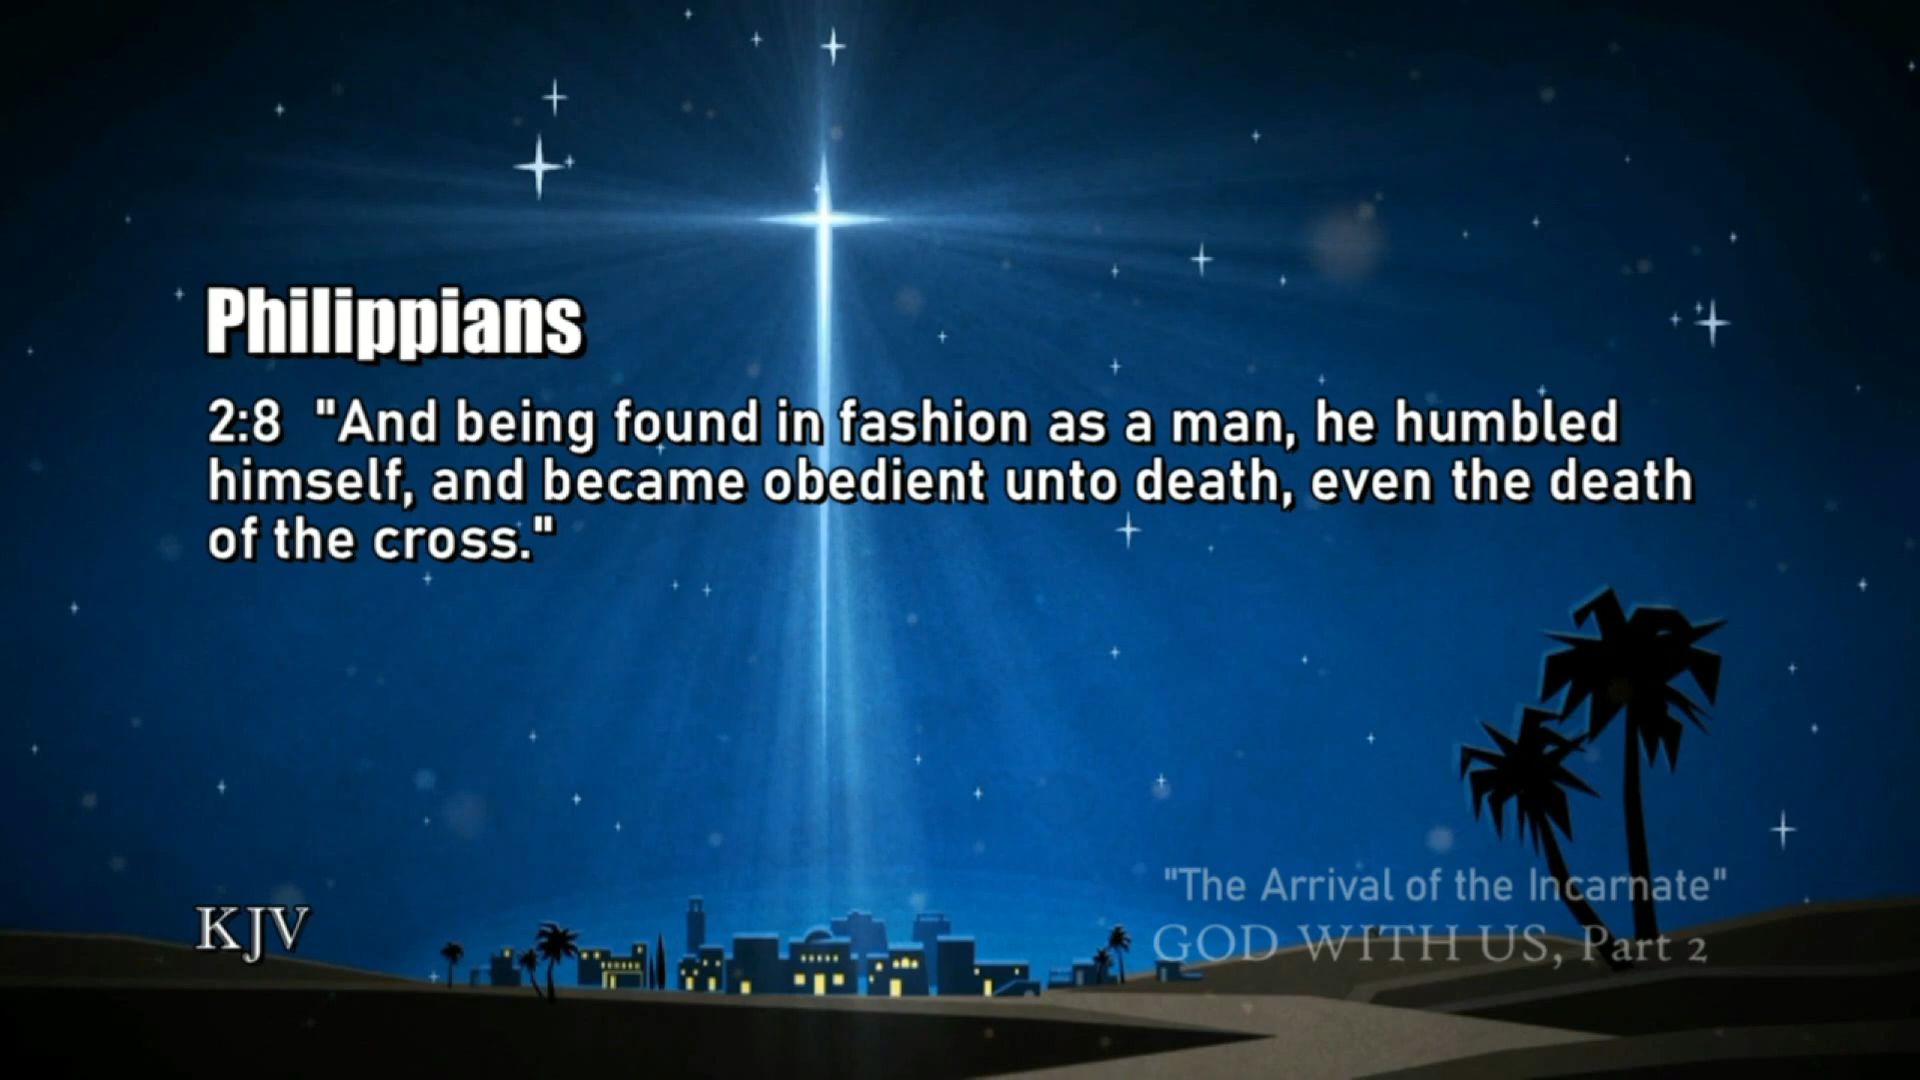 Philippians
2:8 "And being found in fashion as a man, he humbled
himself, and became obedient unto death, even the death
of the cross."
KJV
"The Arrival of the Incarnate"
GOD WITH US, Part 2